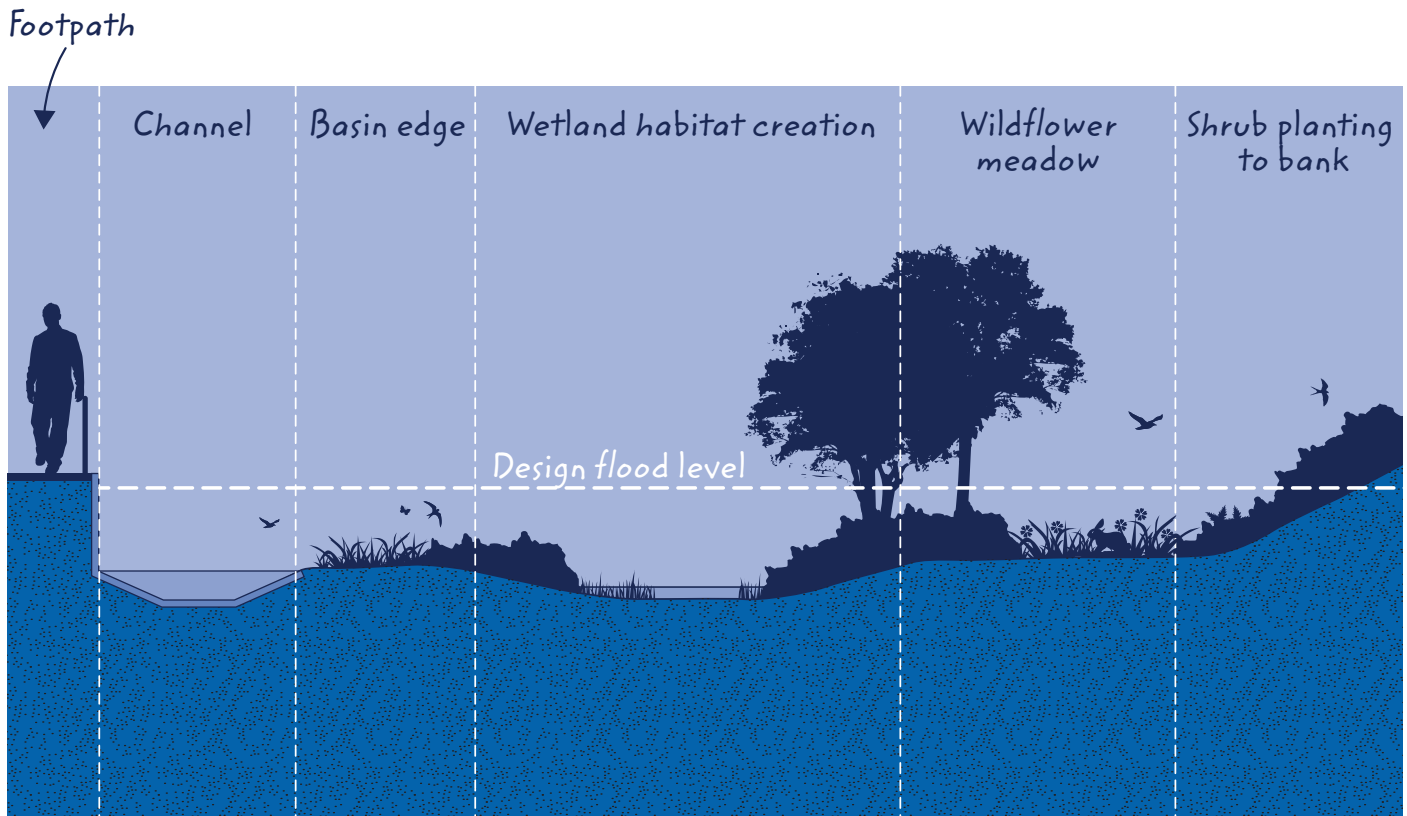 Footpath
Channel
Basin edge
Wetland habitat creation
Wildflower
meadow
Shrub planting
to bank
Design flood level